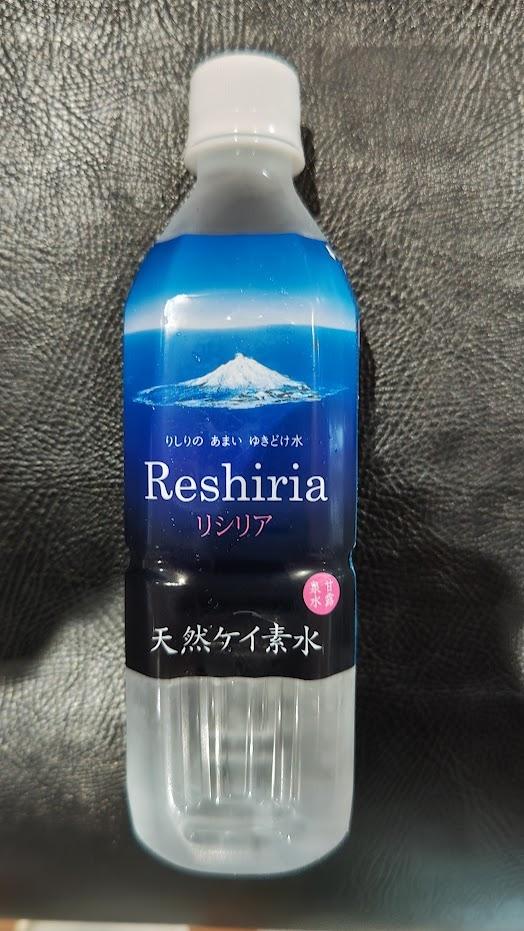 りしりの あまい ゆきどけ水
Reshiria
リシリア
甘露
泉水
天然ケイ素水